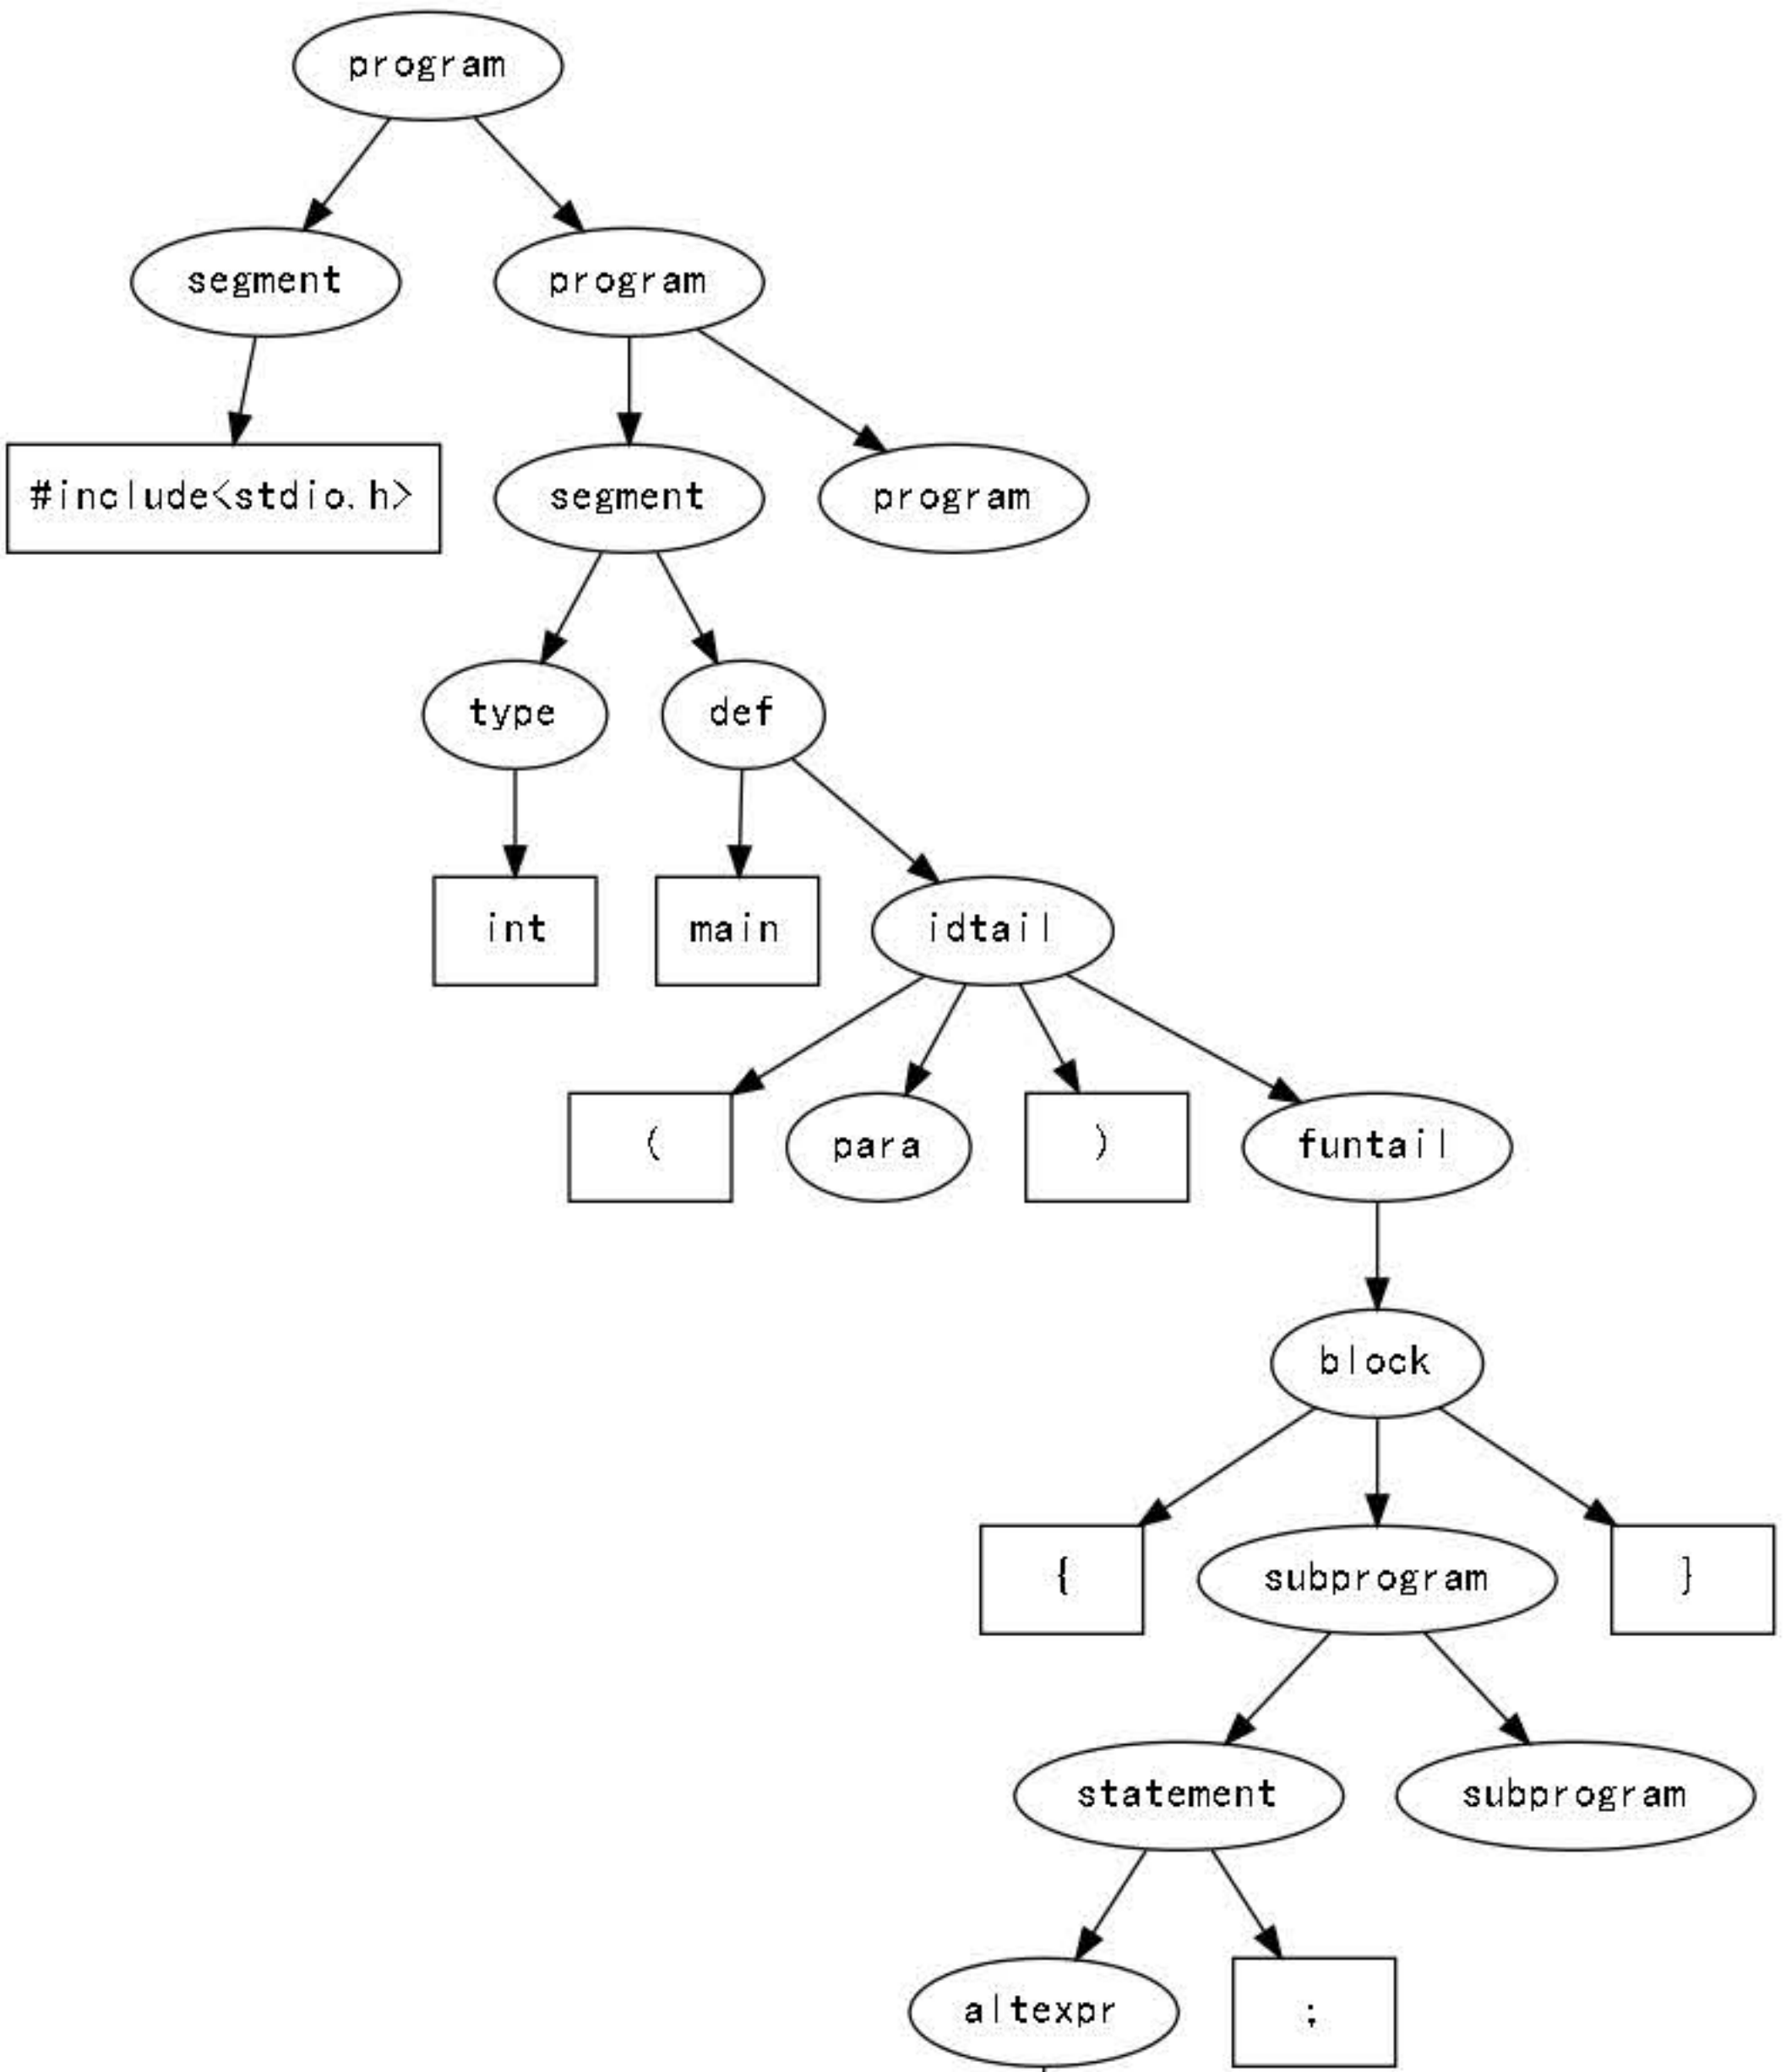 program
segment
program
#include<stdio.h>
segment
program
type
def
int
main
idtail
(
para
)
funtail
block
{
subprogram
}
statement
subprogram
altexpr
;